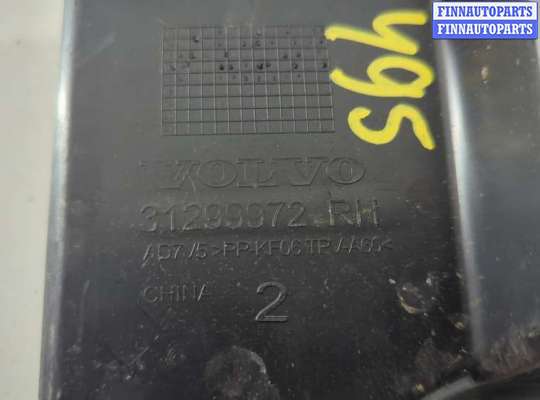 FINNAUTOPARTS
FINNAUTOPARTS
495
VOLVO
31299972 RH
CHINA 2